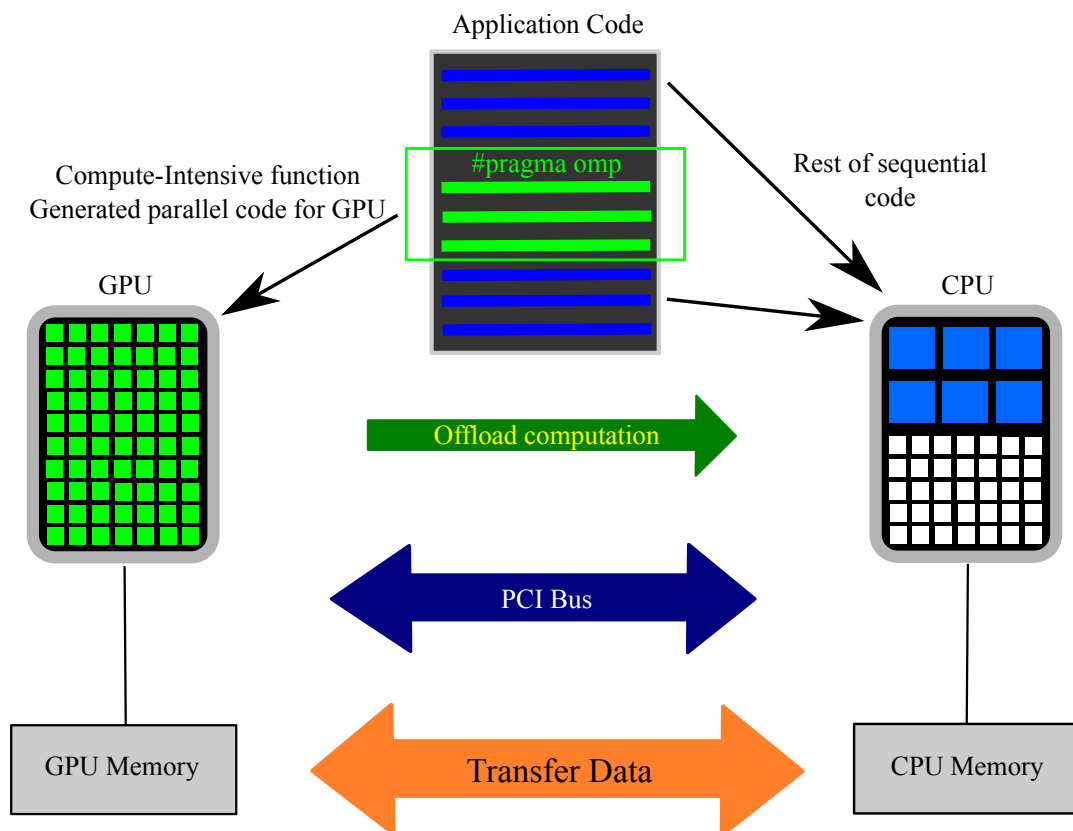 Application Code
#pragma omp
Compute-Intensive function
Generated parallel code for GPU
Rest of sequential
code
GPU
CPU
Offload computation
PCI Bus
GPU Memory
Transfer Data
CPU Memory